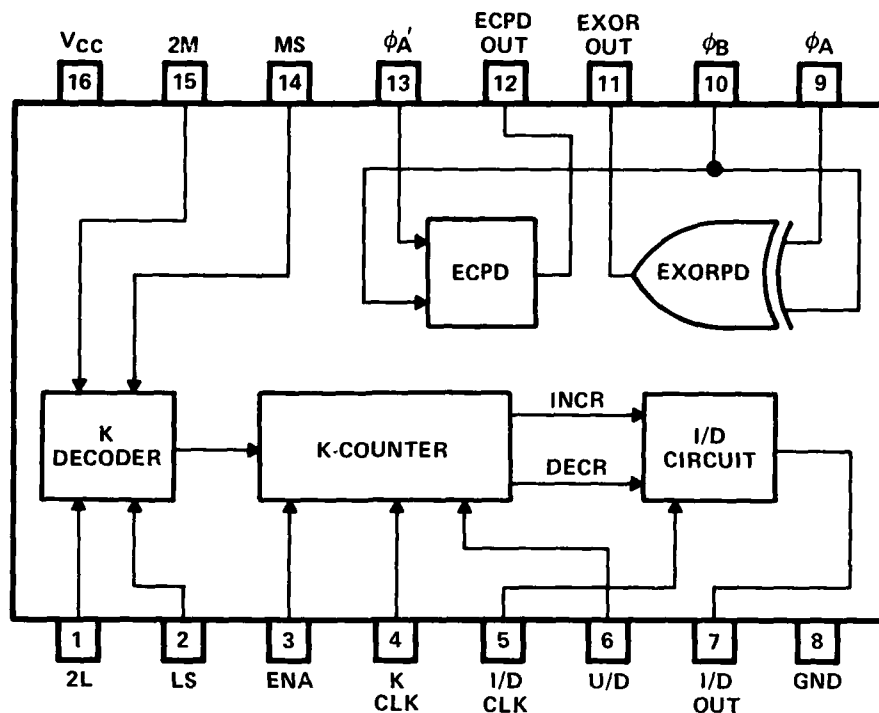 VCC 2M MS ϕA′ ECPD OUT EXOR OUT ϕB ϕA
16 15 14 13 12 11 10 9
ECPD
EXORPD
K DECODER
K-COUNTER
INCR
DECR
I/D CIRCUIT
1 2 3 4 5 6 7 8
2L LS ENA K CLK I/D CLK U/D I/D OUT GND